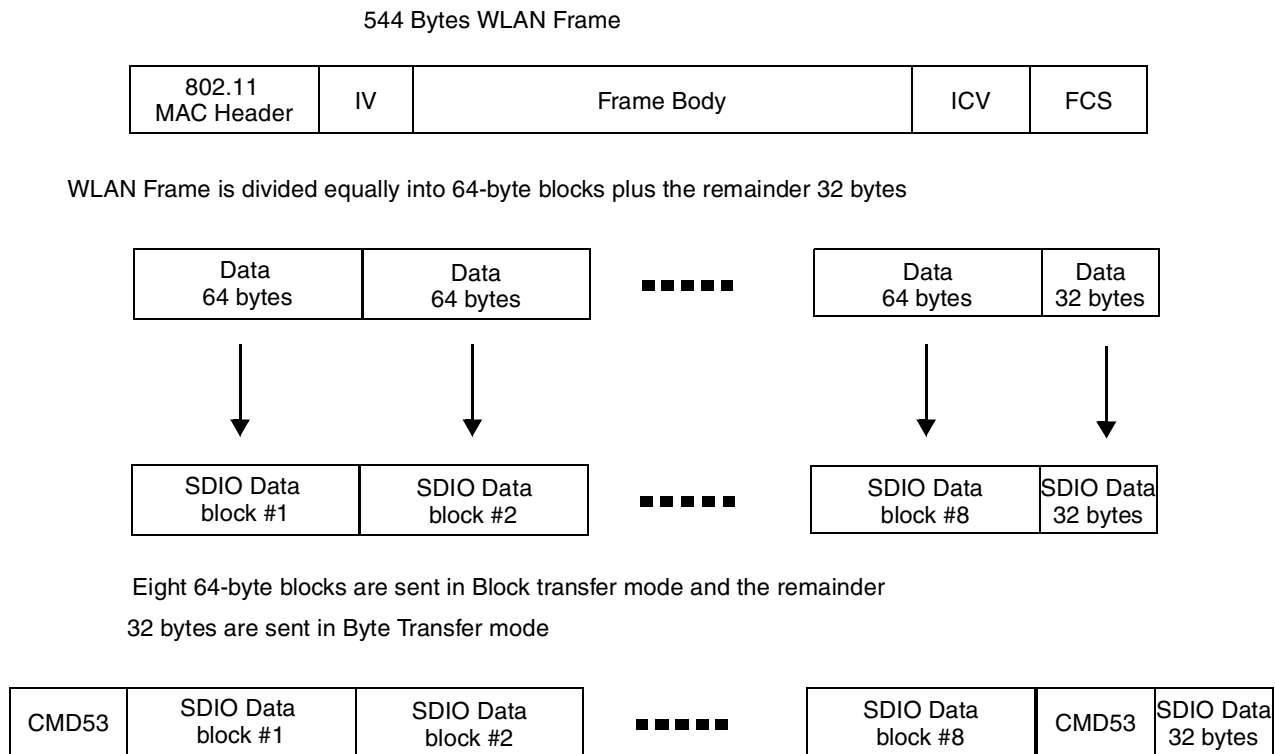 544 Bytes WLAN Frame
802.11
MAC Header
IV
Frame Body
ICV
FCS
WLAN Frame is divided equally into 64-byte blocks plus the remainder 32 bytes
Data
64 bytes
Data
64 bytes
Data
64 bytes
Data
32 bytes
SDIO Data
block #1
SDIO Data
block #2
SDIO Data
block #8
SDIO Data
32 bytes
Eight 64-byte blocks are sent in Block transfer mode and the remainder
32 bytes are sent in Byte Transfer mode
CMD53
SDIO Data
block #1
SDIO Data
block #2
SDIO Data
block #8
CMD53
SDIO Data
32 bytes